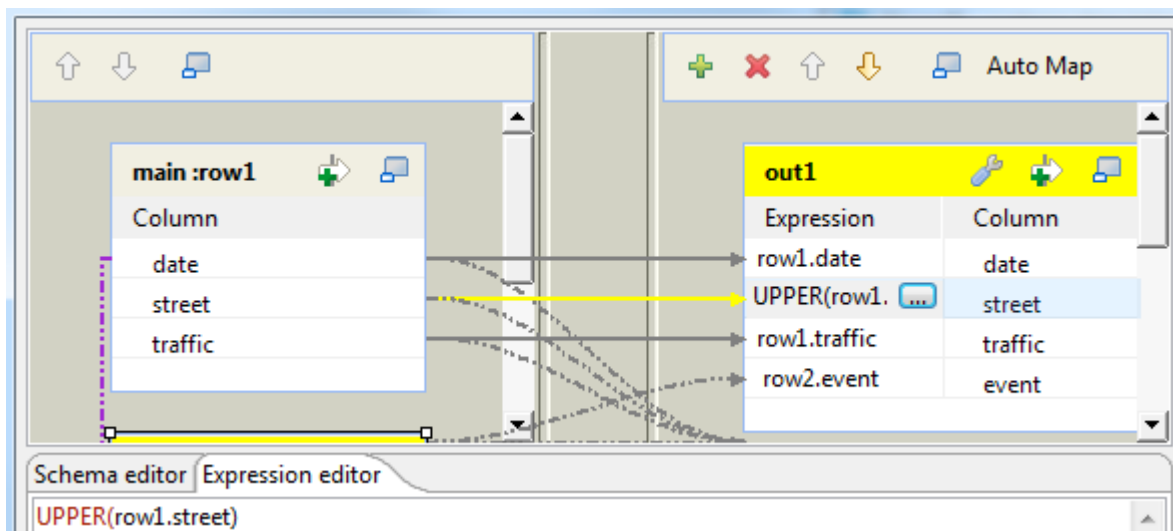 Auto Map
main :row1
Column
date
street
traffic
out1
Expression Column
row1.date date
UPPER(row1. ... street
row1.traffic traffic
row2.event event
Schema editor Expression editor
UPPER(row1.street)